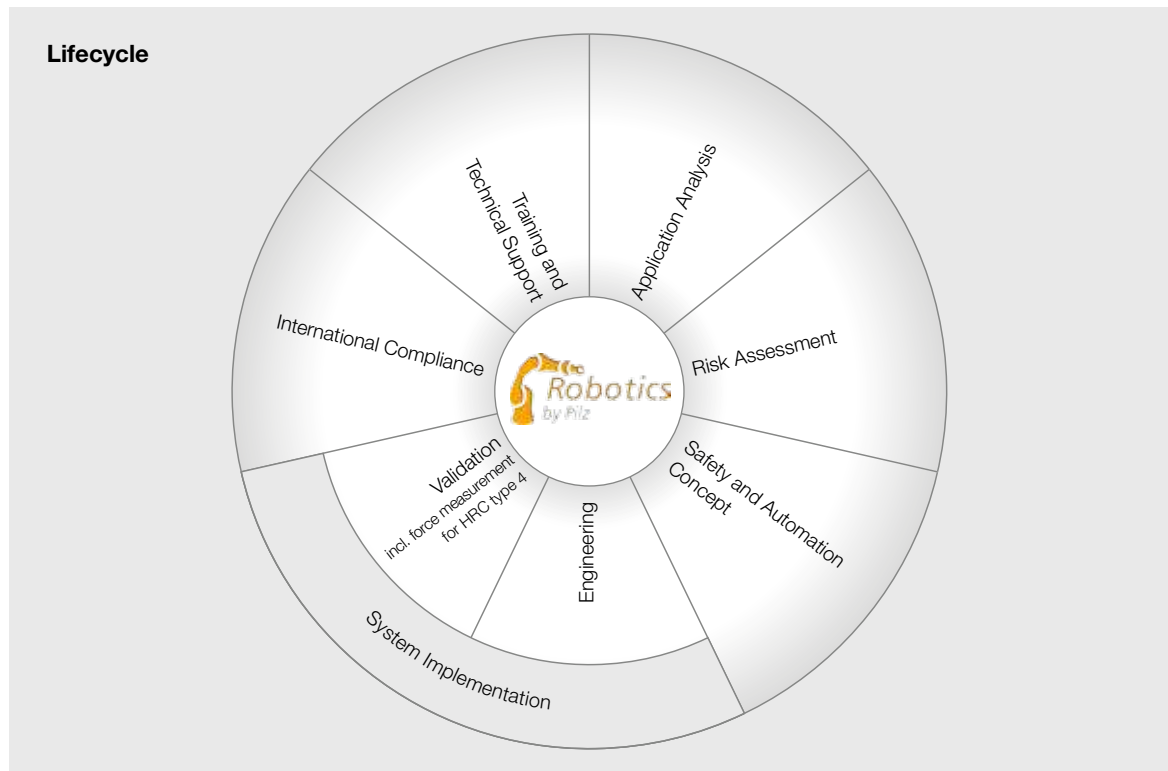 Lifecycle
Application Analysis
Risk Assessment
Safety and Automation
Concept
Engineering
Validation
incl. force measurement
for HRC type 4
System Implementation
International Compliance
Training and
Technical Support
Robotics
by Pilz